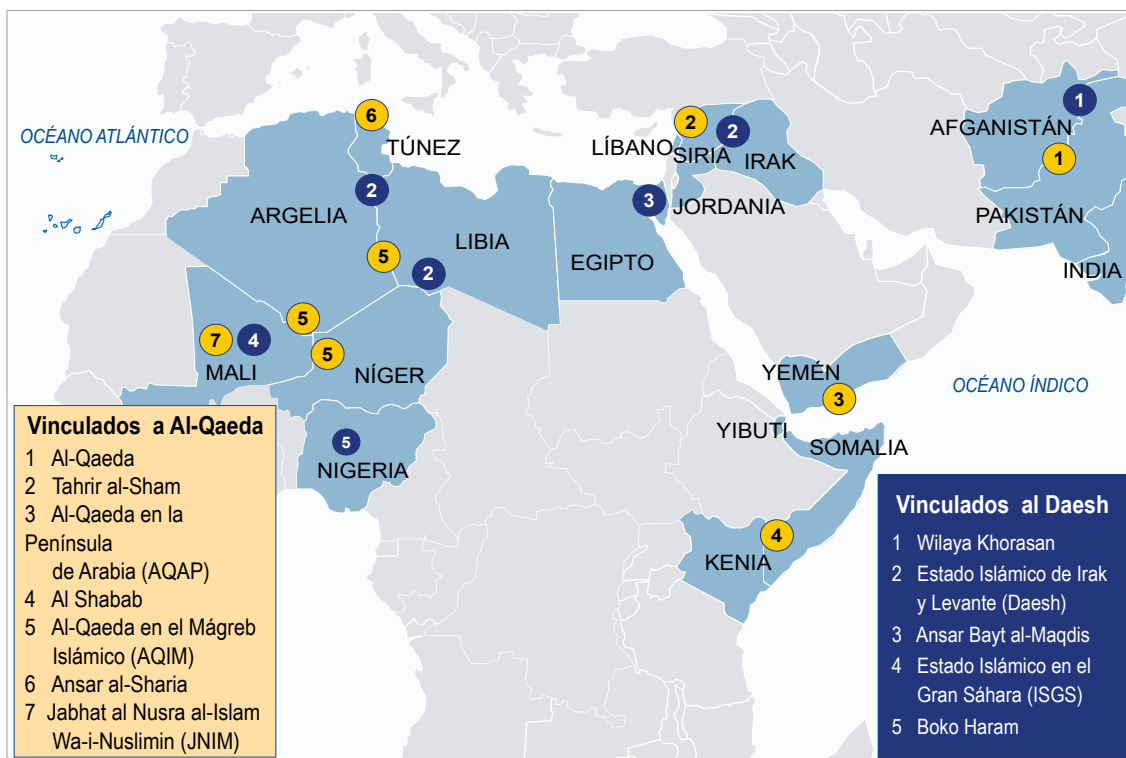 OCÉANO ATLÁNTICO
6
TÚNEZ
2
ARGELIA
LIBIA
5
2
LÍBANO
2
SIRIA
2
IRAK
3
JORDANIA
EGIPTO
1
AFGANISTÁN
1
PAKISTÁN
INDIA
5
7
4
5
MALI
NÍGER
5
NIGERIA
YEMÉN
3
OCÉANO ÍNDICO
YIBUTI
SOMALIA
4
KENIA
Vinculados a Al-Qaeda
1 Al-Qaeda
2 Tahrir al-Sham
3 Al-Qaeda en la
Península
de Arabia (AQAP)
4 Al Shabab
5 Al-Qaeda en el Mágreb
Islámico (AQIM)
6 Ansar al-Sharia
7 Jabhat al Nusra al-Islam
Wa-i-Nuslimin (JNIM)
Vinculados al Daesh
1 Wilaya Khorasan
2 Estado Islámico de Irak
y Levante (Daesh)
3 Ansar Bayt al-Maqdis
4 Estado Islámico en el
Gran Sáhara (ISGS)
5 Boko Haram